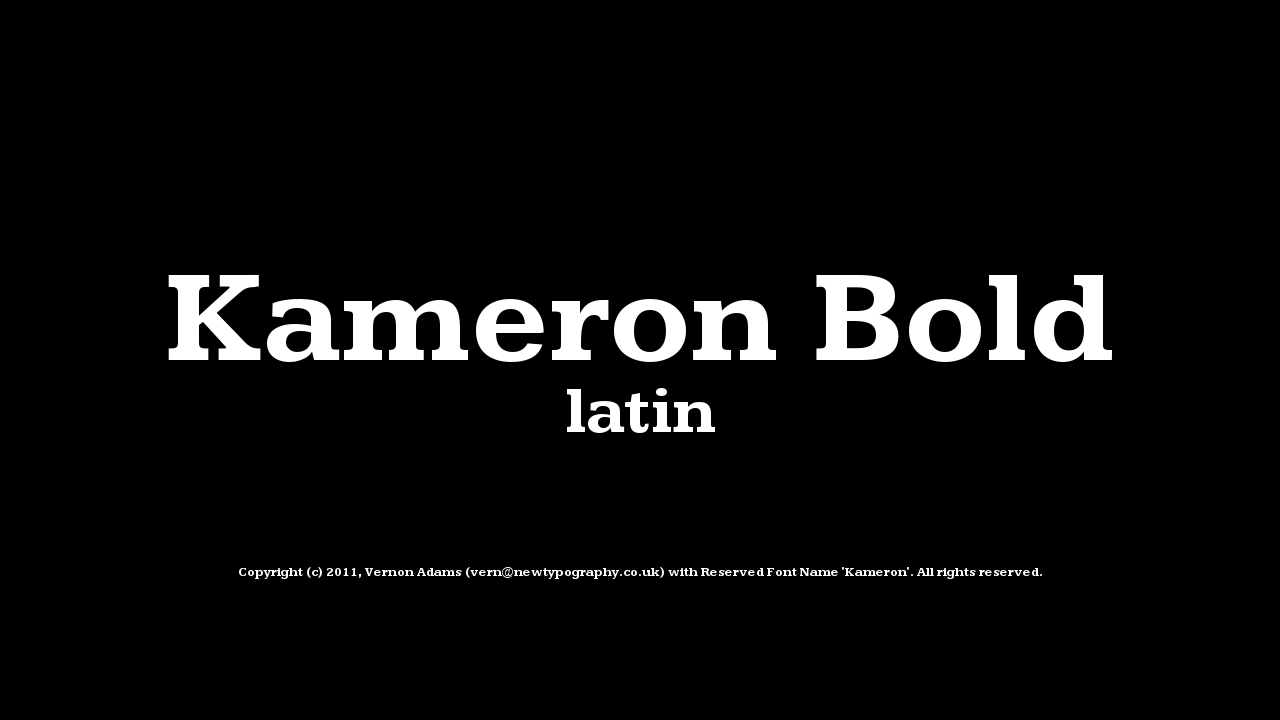 Kameron Bold
latin
Copyright (c) 2011, Vernon Adams (vern@newtypography.co.uk) with Reserved Font Name 'Kameron'. All rights reserved.